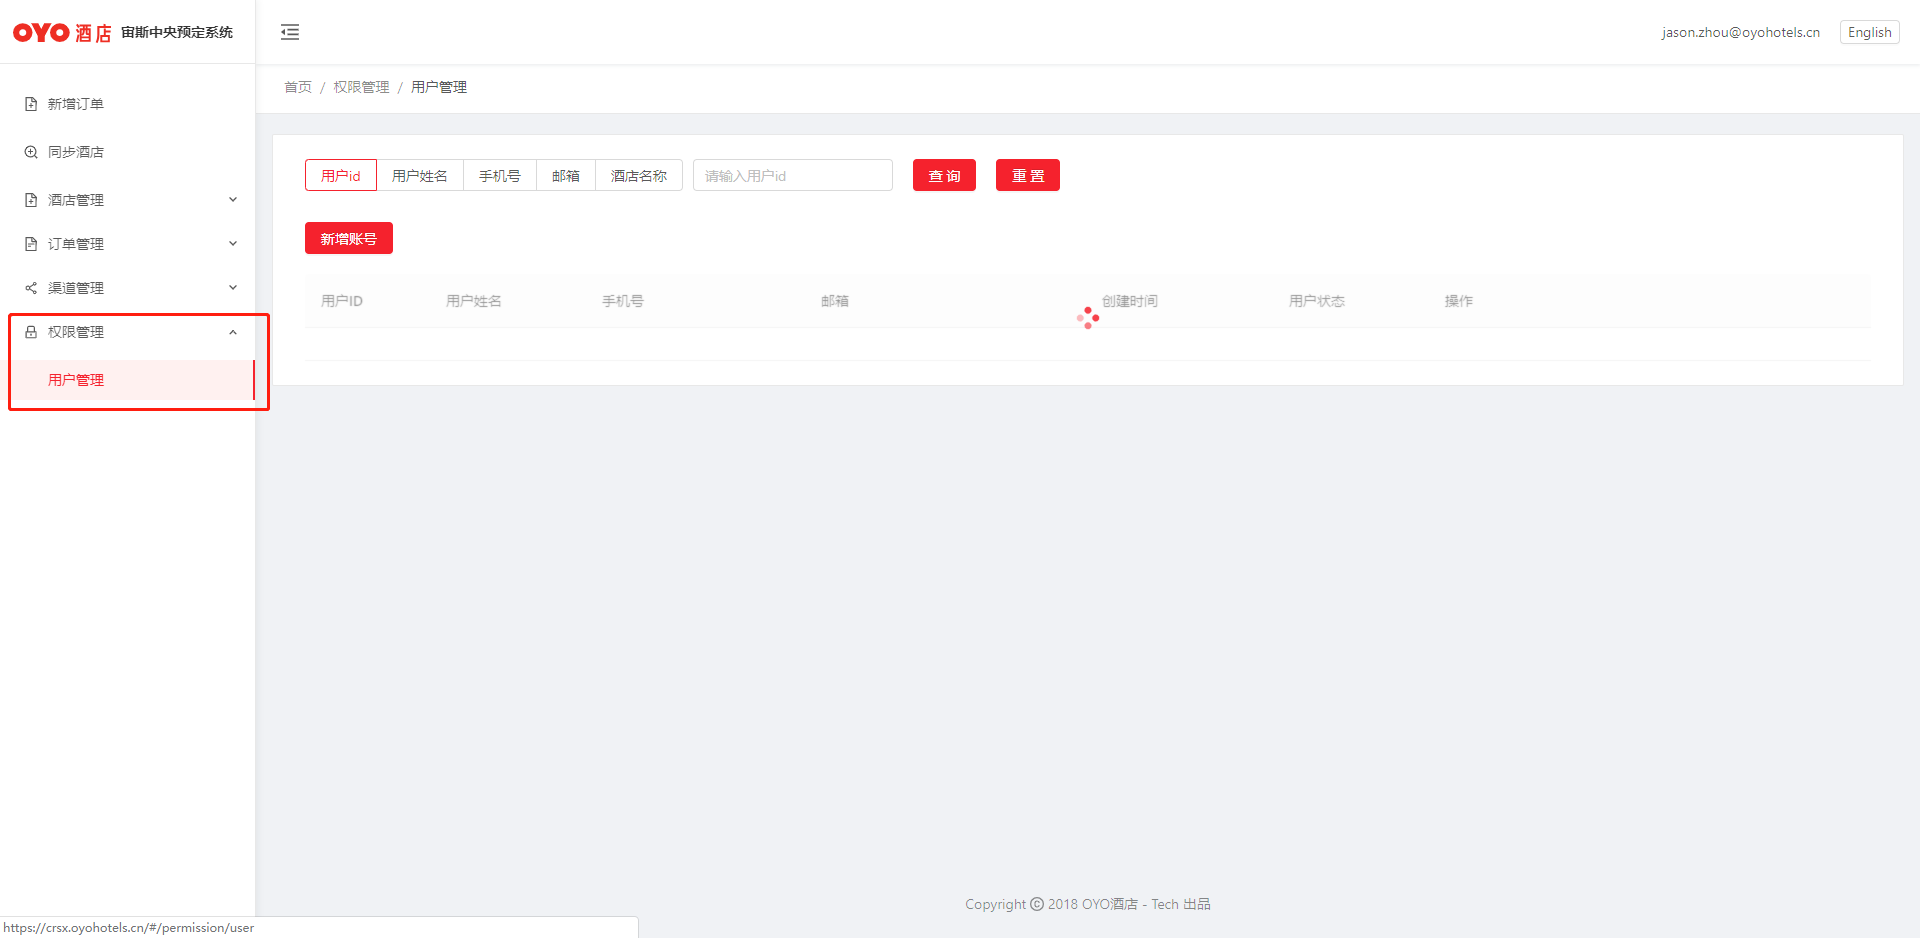 OYO 酒店 宙斯中央预定系统
jason.zhou@oyohotels.cn English
首页 / 权限管理 / 用户管理
新增订单
同步酒店
酒店管理
订单管理
渠道管理
权限管理
用户管理
用户id 用户姓名 手机号 邮箱 酒店名称 请输入用户id 查 询 重 置
新增账号
用户ID 用户姓名 手机号 邮箱 创建时间 用户状态 操作
Copyright © 2018 OYO酒店 - Tech 出品
https://crsx.oyohotels.cn/#/permission/user